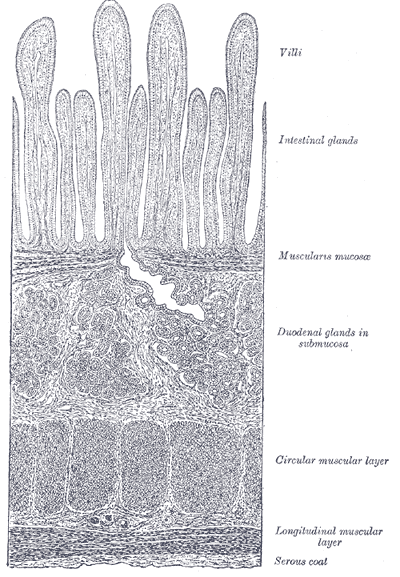 Villi
Intestinal glands
Muscularis mucosæ
Duodenal glands in
submucosa
Circular muscular layer
Longitudinal muscular
layer
Serous coat